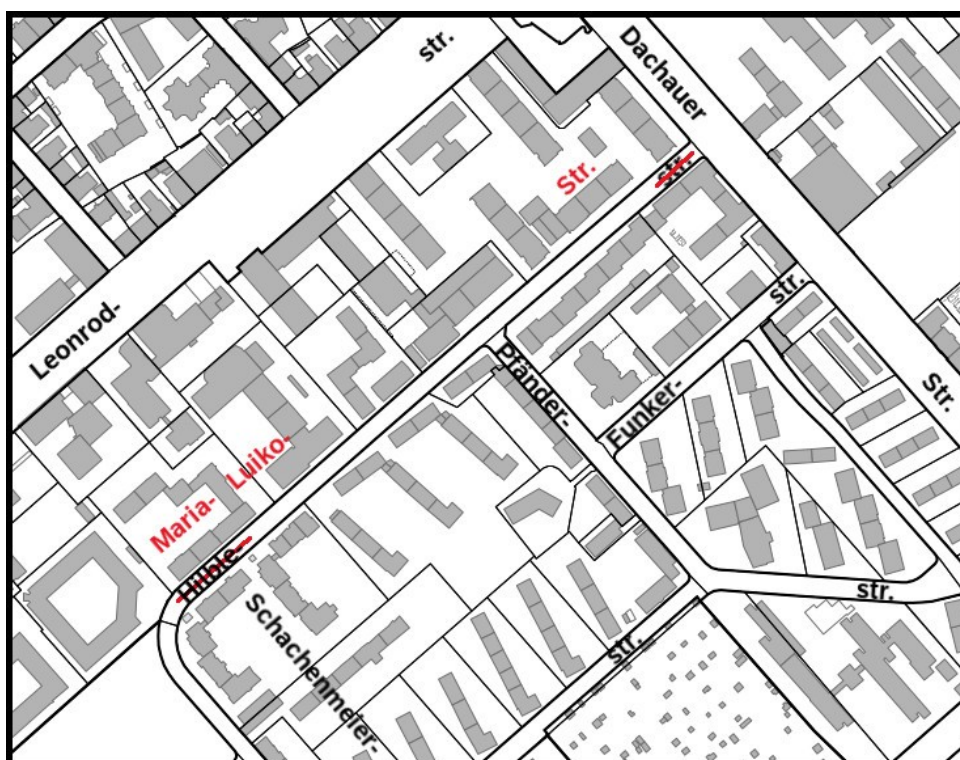 str.
Dachauer
Str.
str.
str.
Leonrod-
Pfänder-
Funker-
Str.
Luiko-
Maria-
Hilble-
Schachenmeier-
str.
str.